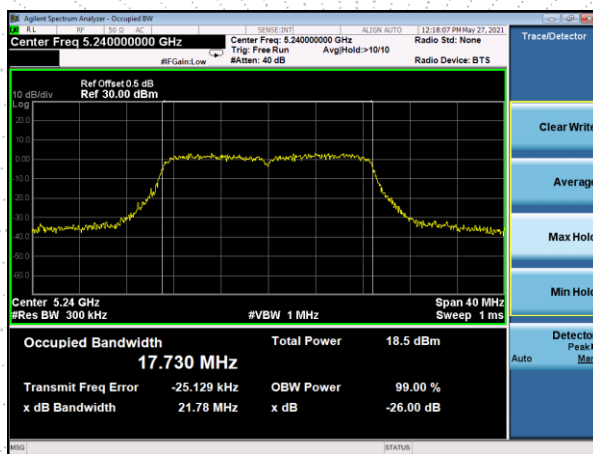 Agilent Spectrum Analyzer - Occupied BW
RL RF 50 Ω AC SENSE:INT ALIGN AUTO 12:18:07 PM May 27, 2021
Center Freq 5.240000000 GHz
Center Freq: 5.240000000 GHz
Radio Std: None
Trig: Free Run Avg|Hold:>10/10
#IFGain:Low #Atten: 40 dB Radio Device: BTS
Ref Offset 0.5 dB
10 dB/div Ref 30.00 dBm
Log
20.0
10.0
0.00
-10.0
-20.0
-30.0
-40.0
-50.0
-60.0
Center 5.24 GHz Span 40 MHz
#Res BW 300 kHz #VBW 1 MHz Sweep 1 ms
Occupied Bandwidth Total Power 18.5 dBm
17.730 MHz
Transmit Freq Error -25.129 kHz OBW Power 99.00 %
x dB Bandwidth 21.78 MHz x dB -26.00 dB
MSG STATUS
Trace/Detector
Clear Write
Average
Max Hold
Min Hold
Detector
Peak
Auto Man